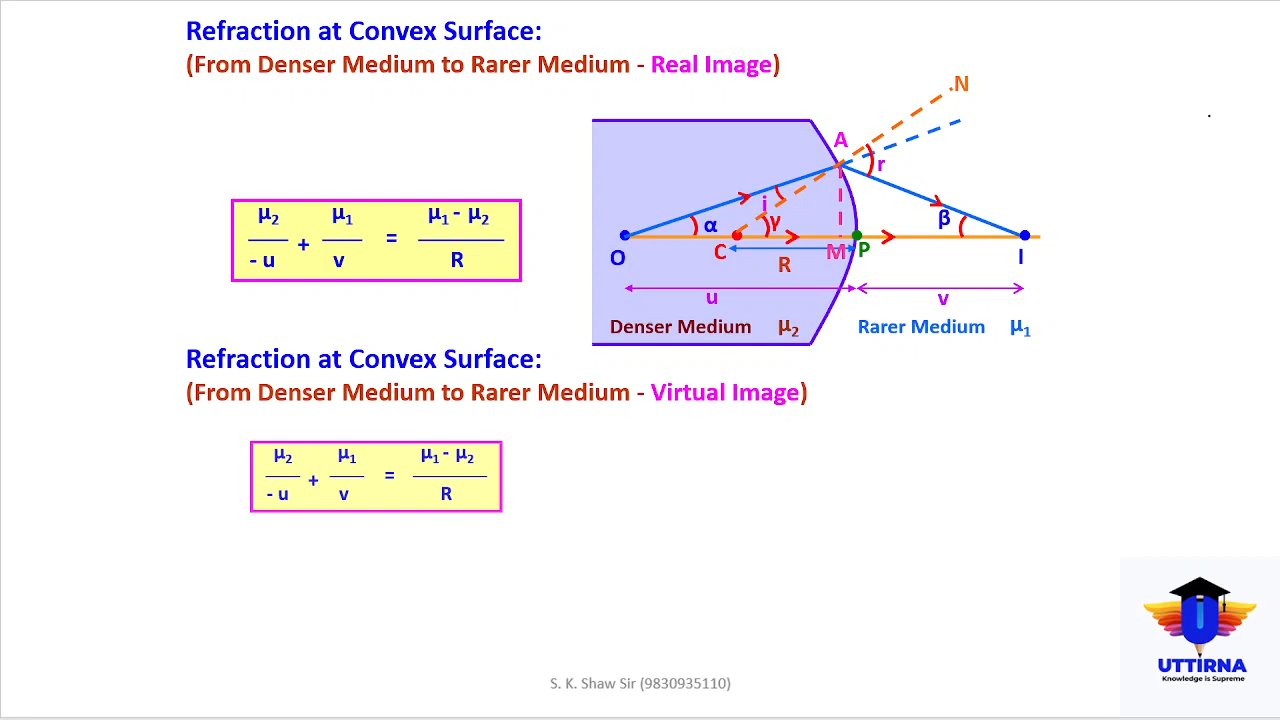 Refraction at Convex Surface:
(From Denser Medium to Rarer Medium - Real Image)
N
A
r
μ₂ μ₁ μ₁ - μ₂
i
α γ β
+ =
- u v R
O C M P I
R
u v
Denser Medium μ₂ Rarer Medium μ₁
Refraction at Convex Surface:
(From Denser Medium to Rarer Medium - Virtual Image)
μ₂ μ₁ μ₁ - μ₂
+ =
- u v R
U
UTTIRNA
Knowledge is Supreme
S. K. Shaw Sir (9830935110)